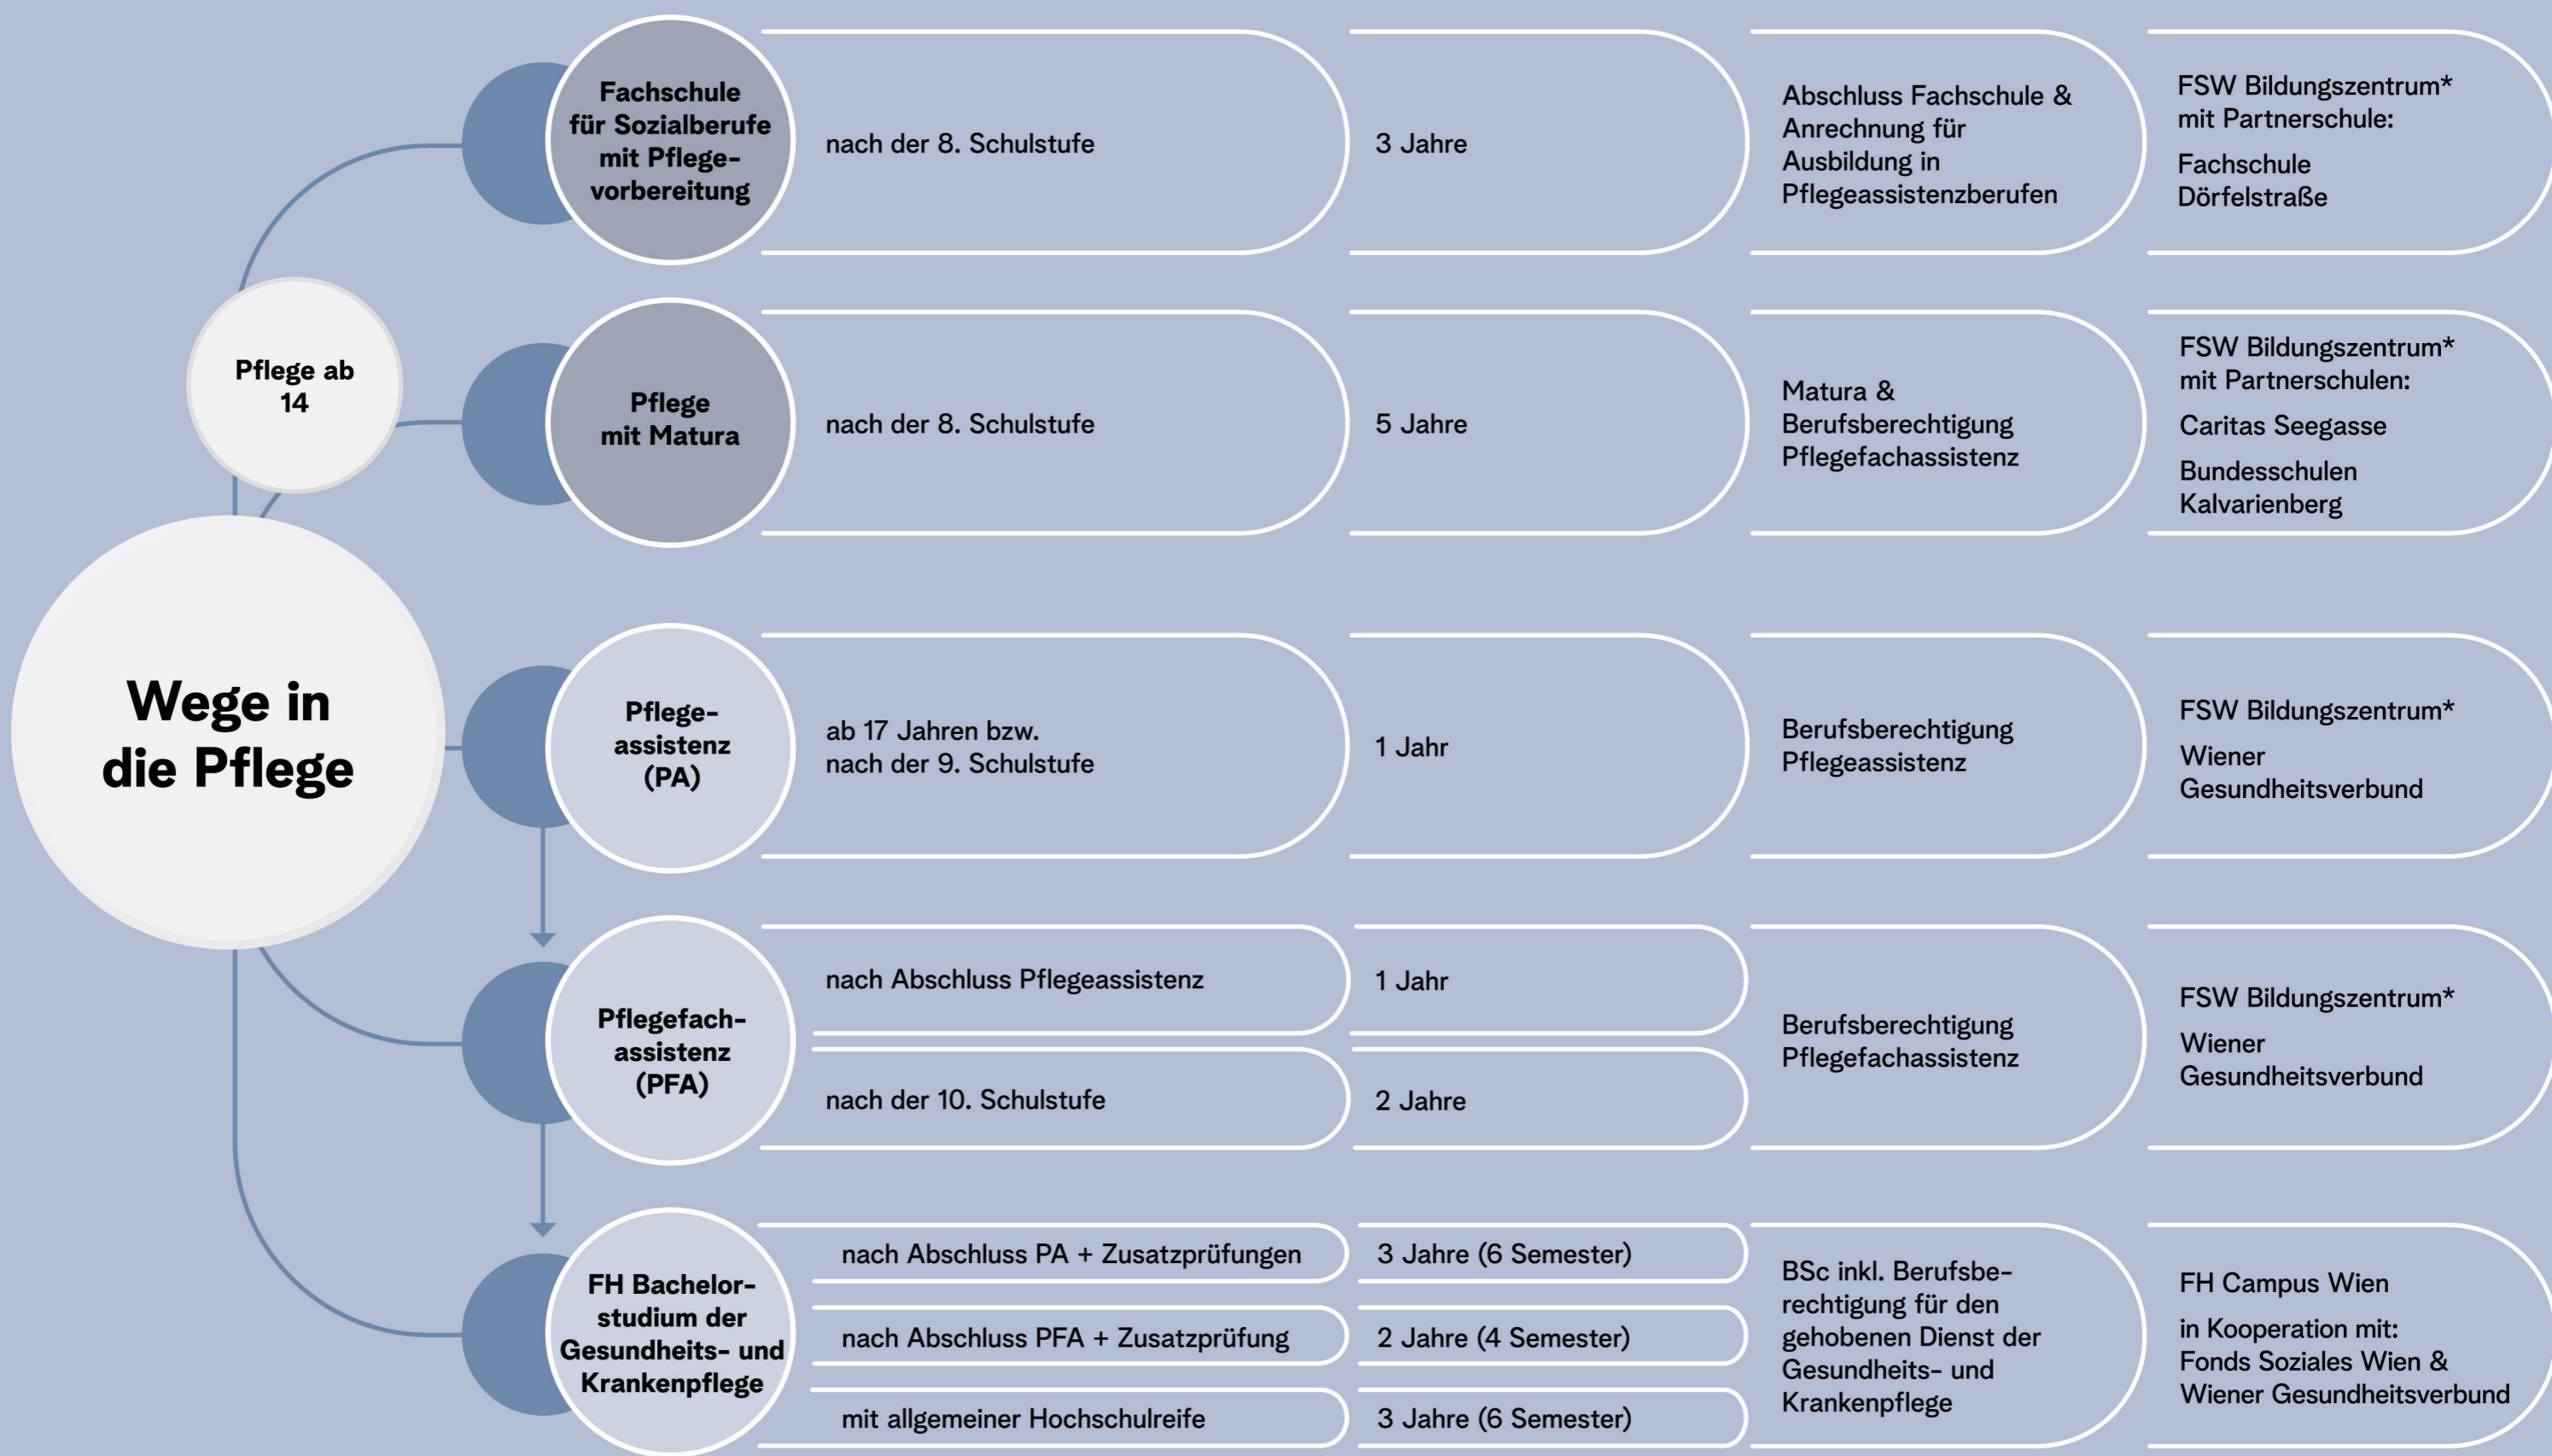 Wege in
die Pflege
Pflege ab
14
Fachschule
für Sozialberufe
mit Pflege-
vorbereitung
nach der 8. Schulstufe
3 Jahre
Abschluss Fachschule &
Anrechnung für
Ausbildung in
Pflegeassistenzberufen
FSW Bildungszentrum*
mit Partnerschule:
Fachschule
Dörfelstraße
Pflege
mit Matura
nach der 8. Schulstufe
5 Jahre
Matura &
Berufsberechtigung
Pflegefachassistenz
FSW Bildungszentrum*
mit Partnerschulen:
Caritas Seegasse
Bundesschulen
Kalvarienberg
Pflege-
assistenz
(PA)
ab 17 Jahren bzw.
nach der 9. Schulstufe
1 Jahr
Berufsberechtigung
Pflegeassistenz
FSW Bildungszentrum*
Wiener
Gesundheitsverbund
Pflegefach-
assistenz
(PFA)
nach Abschluss Pflegeassistenz
1 Jahr
nach der 10. Schulstufe
2 Jahre
Berufsberechtigung
Pflegefachassistenz
FSW Bildungszentrum*
Wiener
Gesundheitsverbund
FH Bachelor-
studium der
Gesundheits- und
Krankenpflege
nach Abschluss PA + Zusatzprüfungen
3 Jahre (6 Semester)
nach Abschluss PFA + Zusatzprüfung
2 Jahre (4 Semester)
mit allgemeiner Hochschulreife
3 Jahre (6 Semester)
BSc inkl. Berufsbe-
rechtigung für den
gehobenen Dienst der
Gesundheits- und
Krankenpflege
FH Campus Wien
in Kooperation mit:
Fonds Soziales Wien &
Wiener Gesundheitsverbund